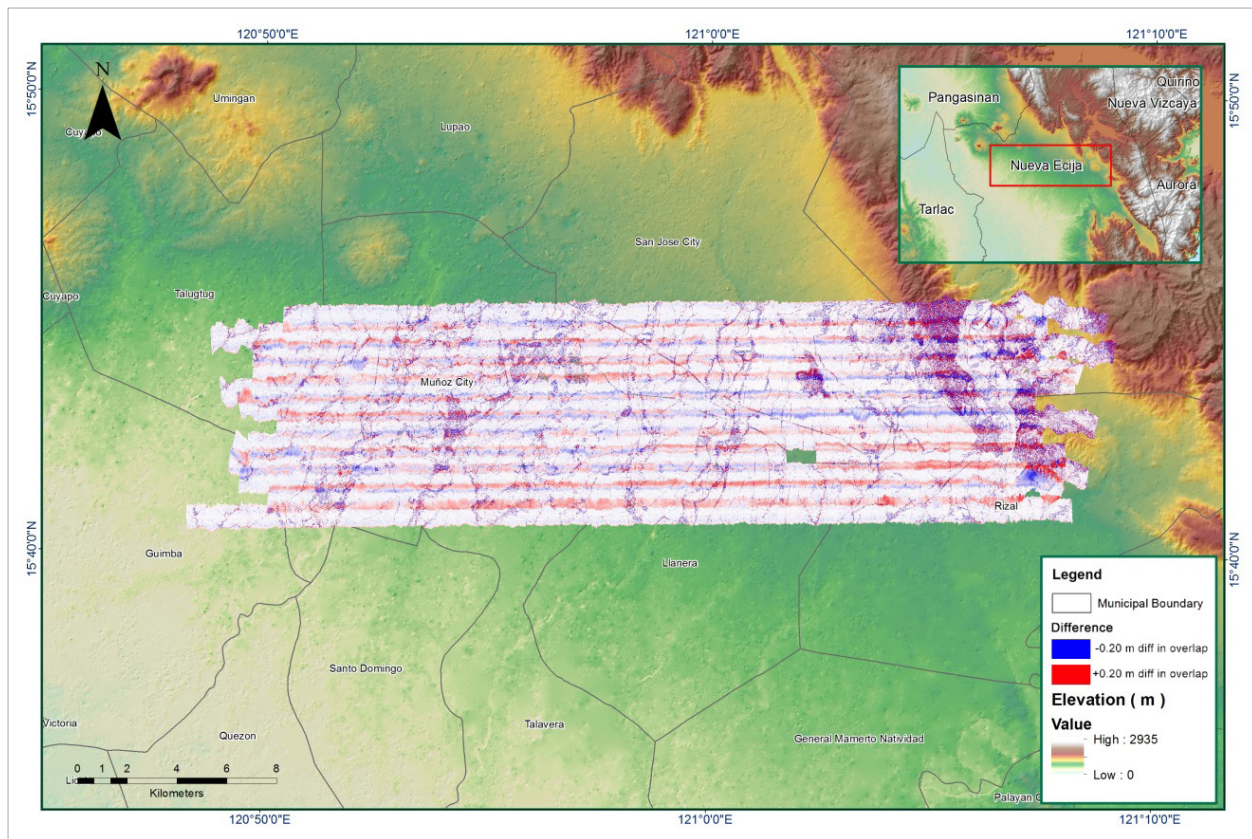 120°50'0"E
121°0'0"E
121°10'0"E
15°50'0"N
15°50'0"N
N
Umingan
Cuyapo
Lupao
Quirino
Pangasinan
Nueva Vizcaya
Nueva Ecija
Aurora
Tarlac
San Jose City
Cuyapo
Talugtug
Muñoz City
Rizal
15°40'0"N
15°40'0"N
Guimba
Llanera
Santo Domingo
Victoria
Quezon
Talavera
General Mamerto Natividad
Palayan
0 1 2 4 6 8
Kilometers
Legend
Municipal Boundary
Difference
-0.20 m diff in overlap
+0.20 m diff in overlap
Elevation ( m )
Value
High : 2935
Low : 0
120°50'0"E
121°0'0"E
121°10'0"E